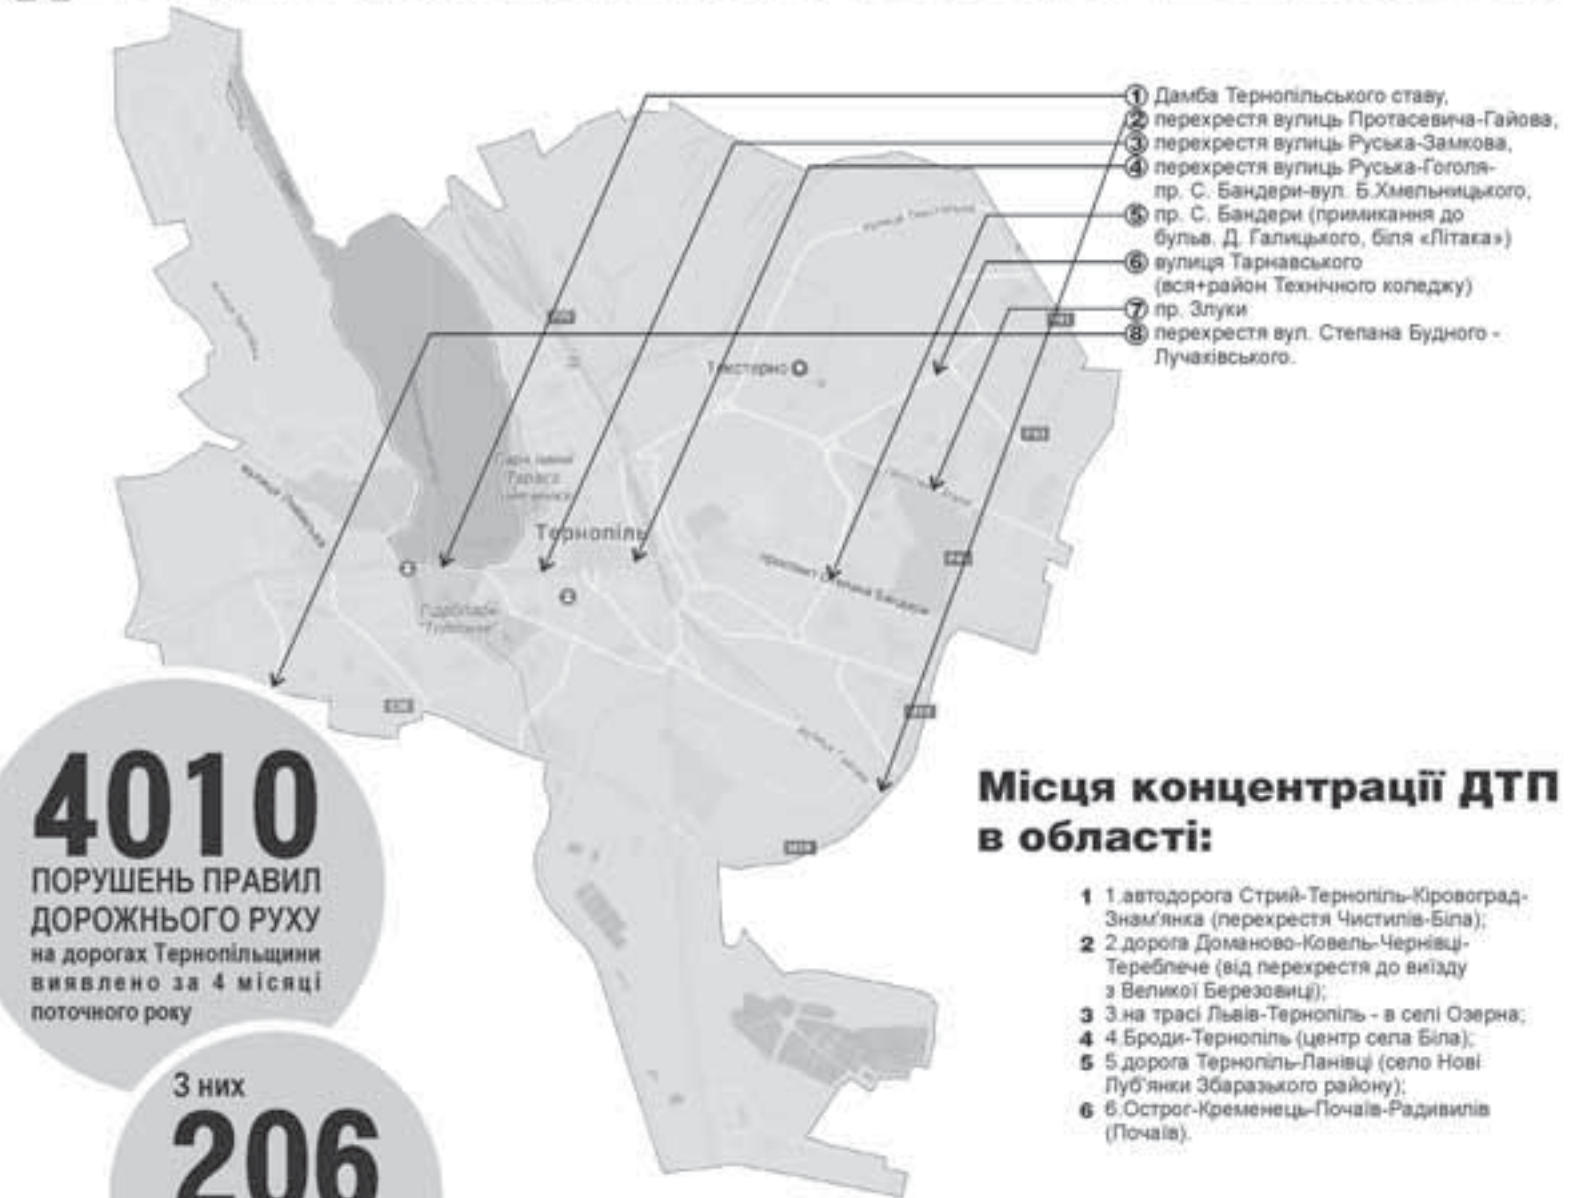 1 Дамба Тернопільського ставу,
2 перехрестя вулиць Протасевича-Гайова,
3 перехрестя вулиць Руська-Замкова,
4 перехрестя вулиць Руська-Гоголя-
пр. С. Бандери-вул. Б.Хмельницького,
5 пр. С. Бандери (примикання до
бульв. Д. Галицького, біля «Літака»)
6 вулиця Тарнавського
(вся+район Технічного коледжу)
7 пр. Злуки
8 перехрестя вул. Степана Будного -
Лучаківського.
Тернопіль
проспект Степана Бандери
Місця концентрації ДТП
в області:
1 1.автодорога Стрий-Тернопіль-Кіровоград-
Знам'янка (перехрестя Чистилів-Біла);
2 2.дорога Доманово-Ковель-Чернівці-
Тереблече (від перехрестя до виїзду
з Великої Березовиці);
3 3.на трасі Львів-Тернопіль - в селі Озерна;
4 4.Броди-Тернопіль (центр села Біла);
5 5.дорога Тернопіль-Ланівці (село Нові
Луб'янки Збаразького району);
6 6.Острог-Кременець-Почаїв-Радивилів
(Почаїв).
4010
ПОРУШЕНЬ ПРАВИЛ
ДОРОЖНЬОГО РУХУ
на дорогах Тернопільщини
виявлено за 4 місяці
поточного року
З них
206